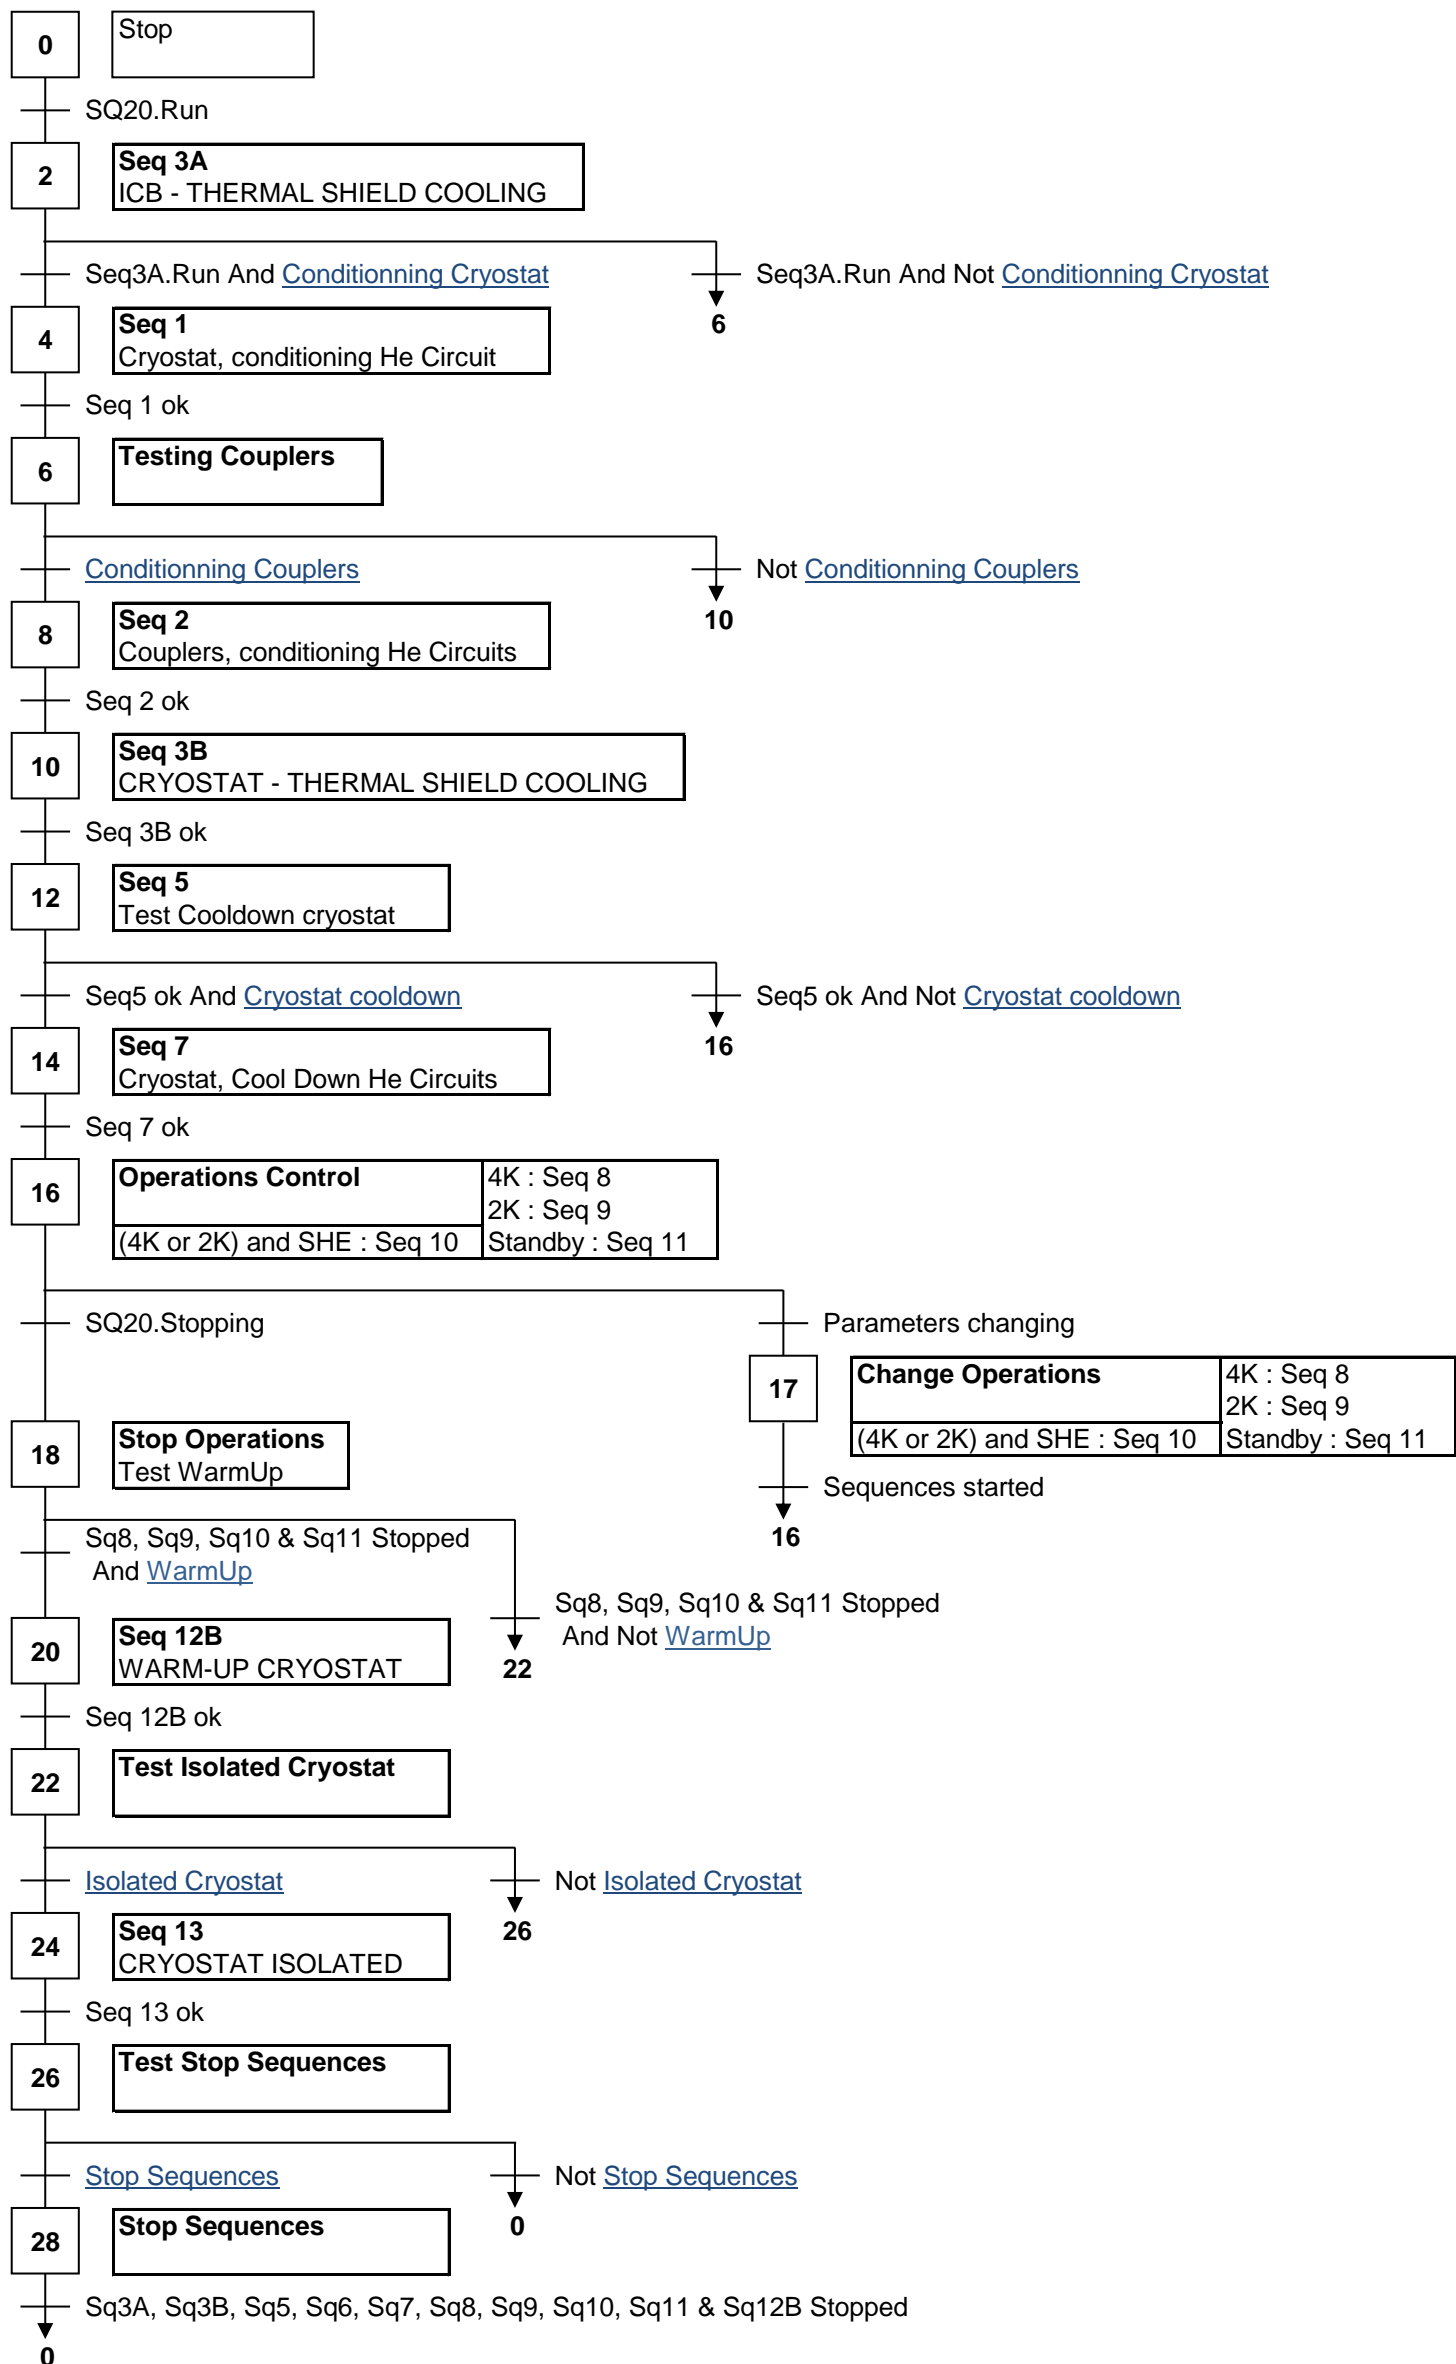 0
Stop
SQ20.Run
2
Seq 3A
ICB - THERMAL SHIELD COOLING
Seq3A.Run And Conditionning Cryostat
Seq3A.Run And Not Conditionning Cryostat
4
Seq 1
Cryostat, conditioning He Circuit
6
Seq 1 ok
6
Testing Couplers
Conditionning Couplers
Not Conditionning Couplers
8
Seq 2
Couplers, conditioning He Circuits
10
Seq 2 ok
10
Seq 3B
CRYOSTAT - THERMAL SHIELD COOLING
Seq 3B ok
12
Seq 5
Test Cooldown cryostat
Seq5 ok And Cryostat cooldown
Seq5 ok And Not Cryostat cooldown
14
Seq 7
Cryostat, Cool Down He Circuits
16
Seq 7 ok
16
Operations Control
4K : Seq 8
2K : Seq 9
(4K or 2K) and SHE : Seq 10
Standby : Seq 11
SQ20.Stopping
Parameters changing
17
Change Operations
4K : Seq 8
2K : Seq 9
(4K or 2K) and SHE : Seq 10
Standby : Seq 11
18
Stop Operations
Test WarmUp
Sequences started
16
Sq8, Sq9, Sq10 & Sq11 Stopped
And WarmUp
Sq8, Sq9, Sq10 & Sq11 Stopped
And Not WarmUp
20
Seq 12B
WARM-UP CRYOSTAT
22
Seq 12B ok
22
Test Isolated Cryostat
Isolated Cryostat
Not Isolated Cryostat
24
Seq 13
CRYOSTAT ISOLATED
26
Seq 13 ok
26
Test Stop Sequences
Stop Sequences
Not Stop Sequences
28
Stop Sequences
0
Sq3A, Sq3B, Sq5, Sq6, Sq7, Sq8, Sq9, Sq10, Sq11 & Sq12B Stopped
0